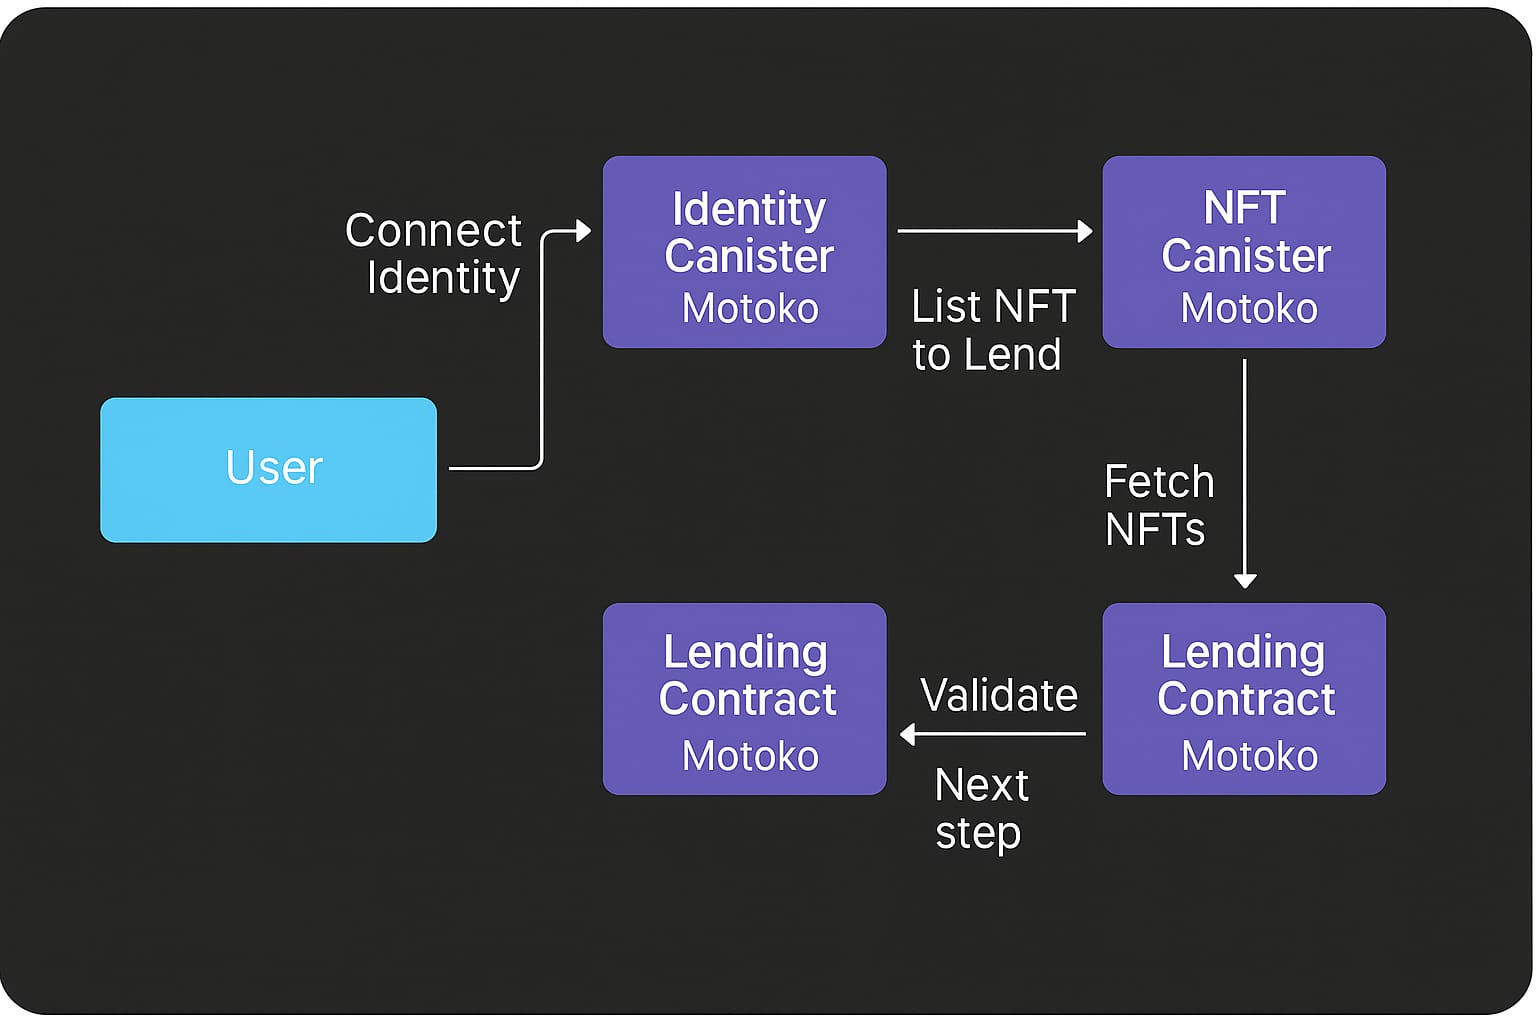 Connect
Identity
Identity
Canister
Motoko
List NFT
to Lend
NFT
Canister
Motoko
User
Fetch
NFTs
Lending
Contract
Motoko
Validate
Next
step
Lending
Contract
Motoko